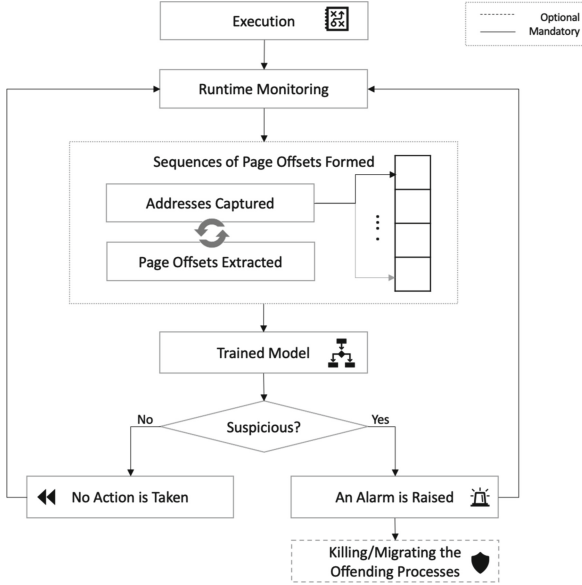 Execution
Optional
Mandatory
Runtime Monitoring
Sequences of Page Offsets Formed
Addresses Captured
Page Offsets Extracted
Trained Model
No
Suspicious?
Yes
No Action is Taken
An Alarm is Raised
Killing/Migrating the
Offending Processes